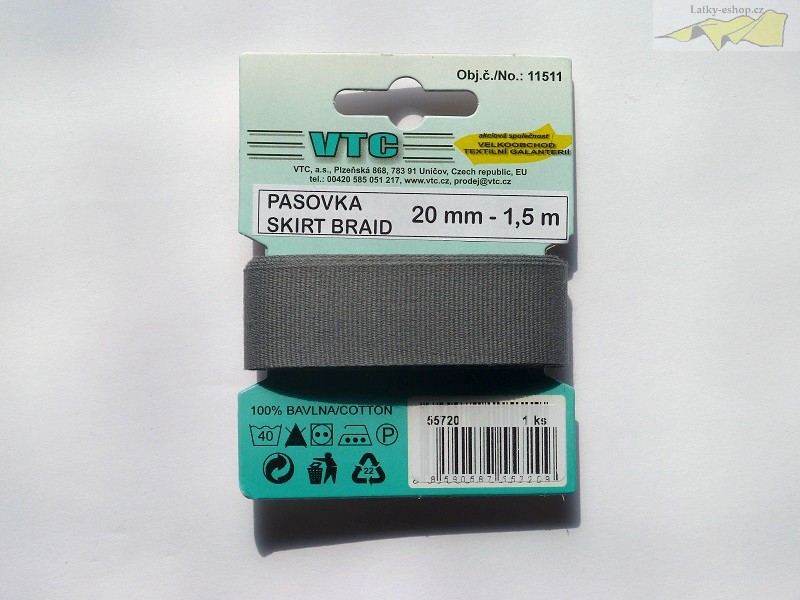 Latky-eshop.cz
Obj.č./No.: 11511
VTC
akciová společnost
VELKOOBCHOD
TEXTILNÍ GALANTERIÍ
VTC, a.s., Plzeňská 868, 783 91 Uničov, Czech republic, EU
tel.: 00420 585 051 217, www.vtc.cz, prodej@vtc.cz
PASOVKA
SKIRT BRAID
20 mm - 1,5 m
100% BAVLNA/COTTON
55720 1 ks
40 P
22